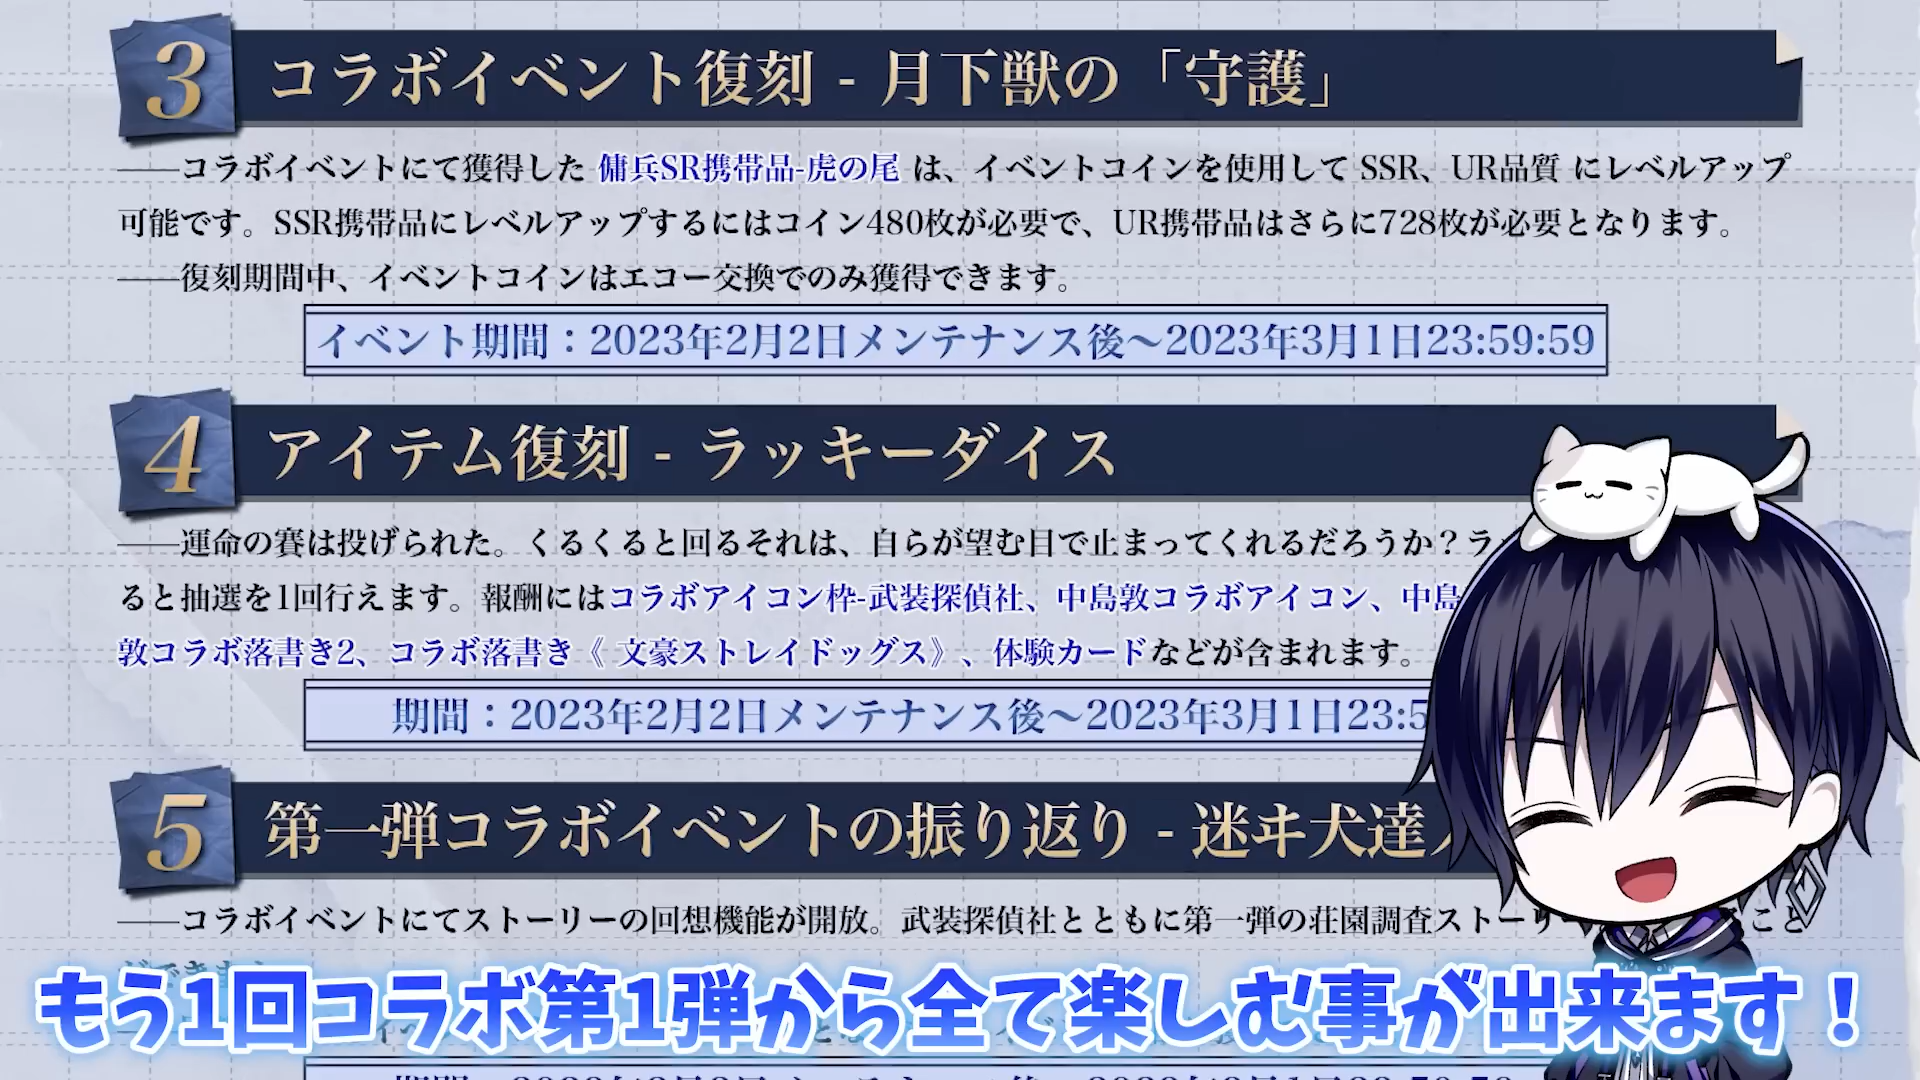 3
コラボイベント復刻 - 月下獣の「守護」
——コラボイベントにて獲得した 傭兵SR携帯品-虎の尾 は、イベントコインを使用して SSR、UR品質 にレベルアップ
可能です。SSR携帯品にレベルアップするにはコイン480枚が必要で、UR携帯品はさらに728枚が必要となります。
——復刻期間中、イベントコインはエコー交換でのみ獲得できます。
イベント期間：2023年2月2日メンテナンス後～2023年3月1日23:59:59
4
アイテム復刻 - ラッキーダイス
——運命の賽は投げられた。くるくると回るそれは、自らが望む目で止まってくれるだろうか？ラ
ると抽選を1回行えます。報酬にはコラボアイコン枠-武装探偵社、中島敦コラボアイコン、中島
敦コラボ落書き2、コラボ落書き《 文豪ストレイドッグス》、体験カードなどが含まれます。
期間：2023年2月2日メンテナンス後～2023年3月1日23:5
5
第一弾コラボイベントの振り返り - 迷ヰ犬達ノ
——コラボイベントにてストーリーの回想機能が開放。武装探偵社とともに第一弾の荘園調査ストーリー こと
もう1回コラボ第1弾から全て楽しむ事が出来ます！